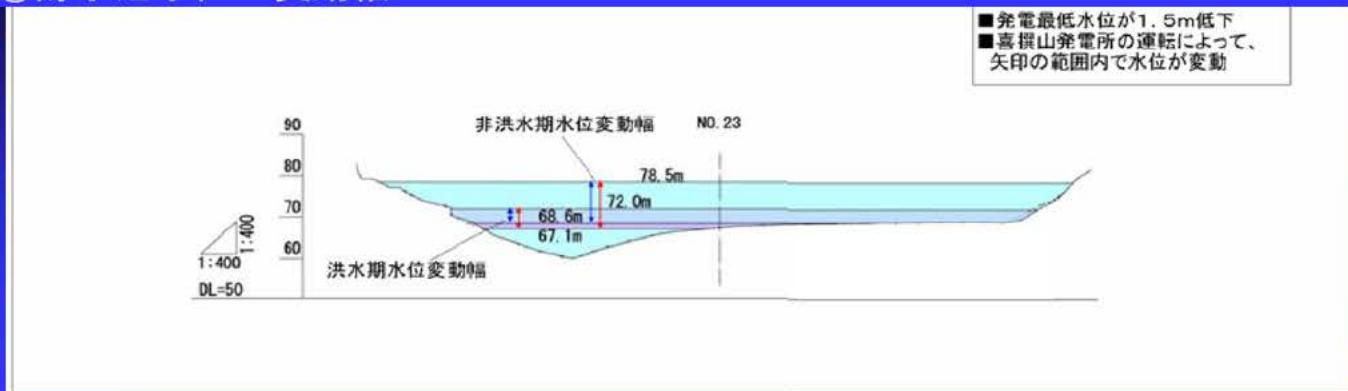 ■発電最低水位が1.5m低下
■喜撰山発電所の運転によって、
矢印の範囲内で水位が変動
非洪水期水位変動幅
NO.23
90
80
70
60
78.5m
72.0m
68.6m
67.1m
1:400
1:400
洪水期水位変動幅
DL=50